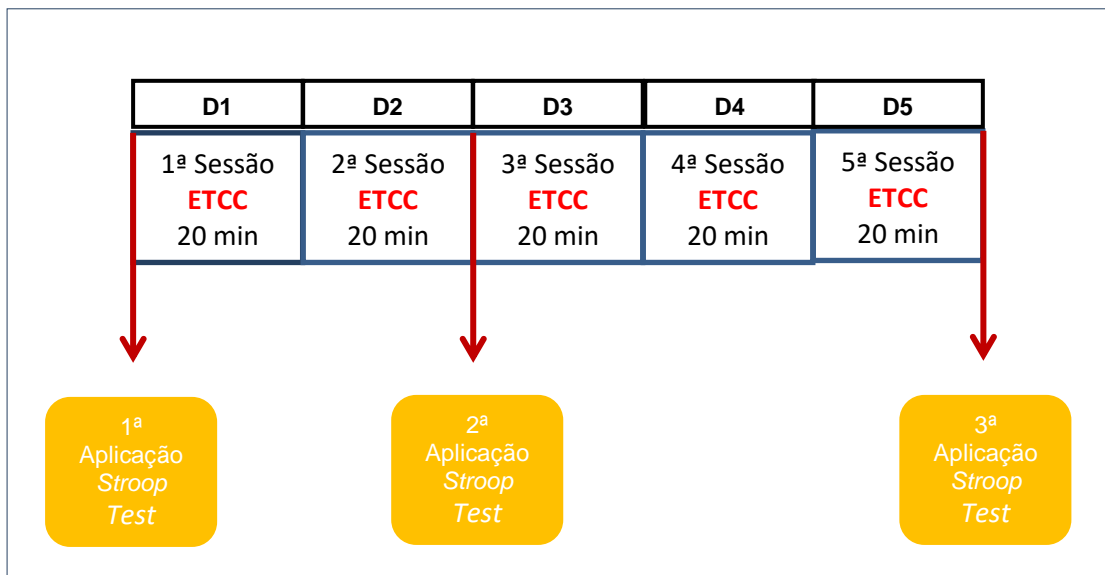 D1
D2
D3
D4
D5
1ª Sessão
ETCC
20 min
2ª Sessão
ETCC
20 min
3ª Sessão
ETCC
20 min
4ª Sessão
ETCC
20 min
5ª Sessão
ETCC
20 min
1ª
Aplicação
Stroop
Test
2ª
Aplicação
Stroop
Test
3ª
Aplicação
Stroop
Test